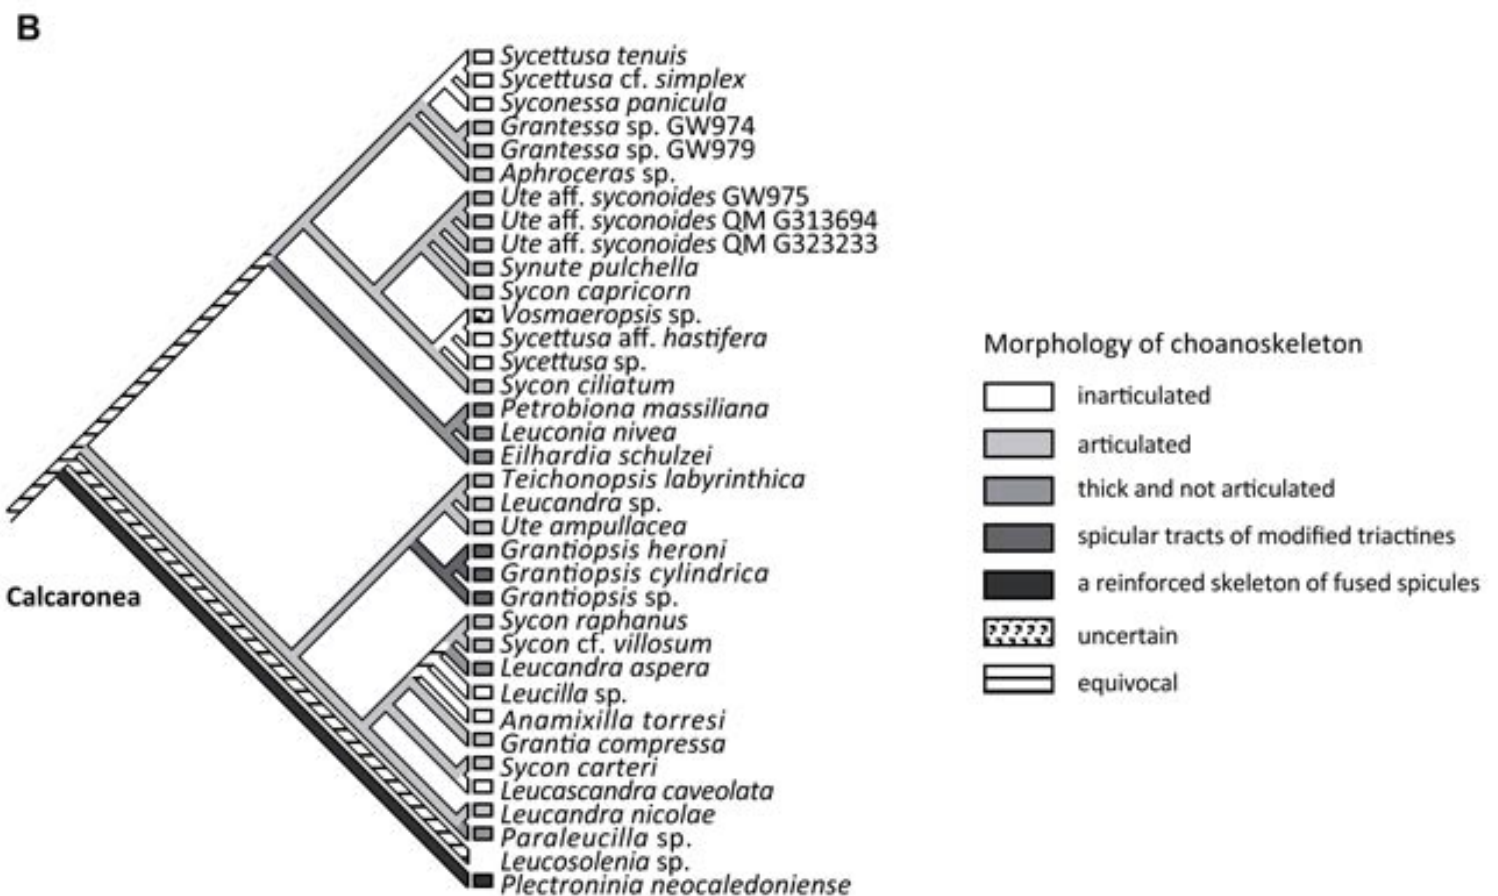 B
Sycettusa tenuis
Sycettusa cf. simplex
Syconessa panicula
Grantessa sp. GW974
Grantessa sp. GW979
Aphroceras sp.
Ute aff. syconoides GW975
Ute aff. syconoides QM G313694
Ute aff. syconoides QM G323233
Synute pulchella
Sycon capricorn
Vosmaeropsis sp.
Sycettusa aff. hastifera
Sycettusa sp.
Sycon ciliatum
Petrobiona massiliana
Leuconia nivea
Eilhardia schulzei
Teichonopsis labyrinthica
Leucandra sp.
Ute ampullacea
Grantiopsis heroni
Grantiopsis cylindrica
Grantiopsis sp.
Sycon raphanus
Sycon cf. villosum
Leucandra aspera
Leucilla sp.
Anamixilla torresi
Grantia compressa
Sycon carteri
Leucascandra caveolata
Leucandra nicolae
Paraleucilla sp.
Leucosolenia sp.
Plectroninia neocaledoniense
Calcaronea
Morphology of choanoskeleton
inarticulated
articulated
thick and not articulated
spicular tracts of modified triactines
a reinforced skeleton of fused spicules
uncertain
equivocal